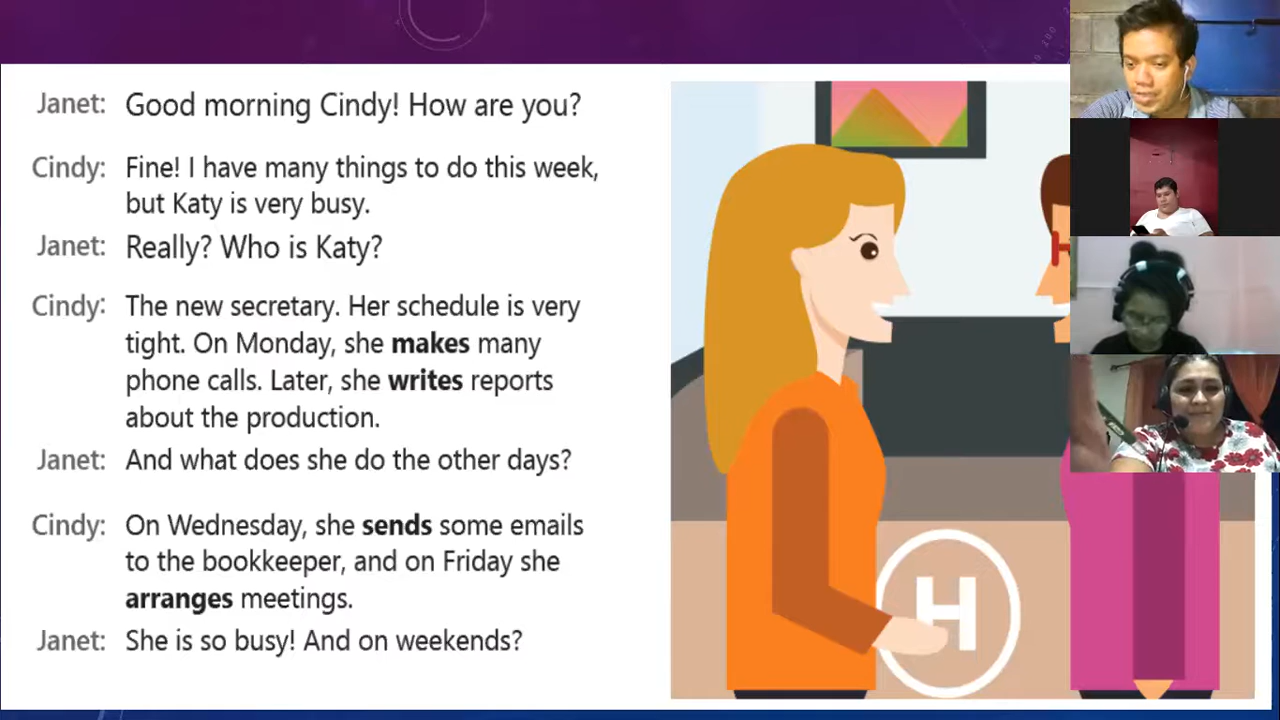 Janet: Good morning Cindy! How are you?
Cindy: Fine! I have many things to do this week,
but Katy is very busy.
Janet: Really? Who is Katy?
Cindy: The new secretary. Her schedule is very
tight. On Monday, she makes many
phone calls. Later, she writes reports
about the production.
Janet: And what does she do the other days?
Cindy: On Wednesday, she sends some emails
to the bookkeeper, and on Friday she
arranges meetings.
Janet: She is so busy! And on weekends?
H